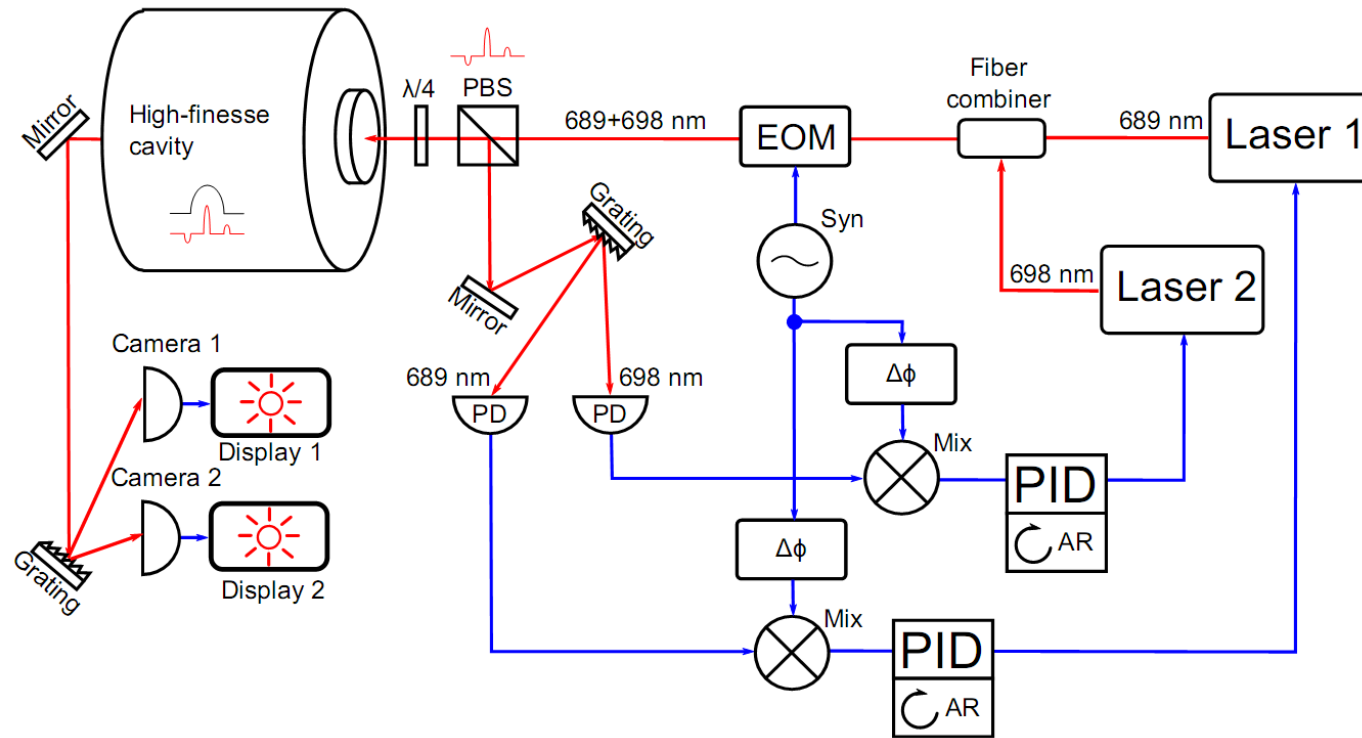 Mirror
High-finesse
cavity
λ/4
PBS
689+698 nm
EOM
Fiber
combiner
689 nm
Laser 1
Syn
Grating
Mirror
698 nm
Laser 2
Camera 1
Display 1
689 nm
698 nm
PD
PD
Δϕ
Mix
PID
AR
Camera 2
Display 2
Grating
Δϕ
Mix
PID
AR